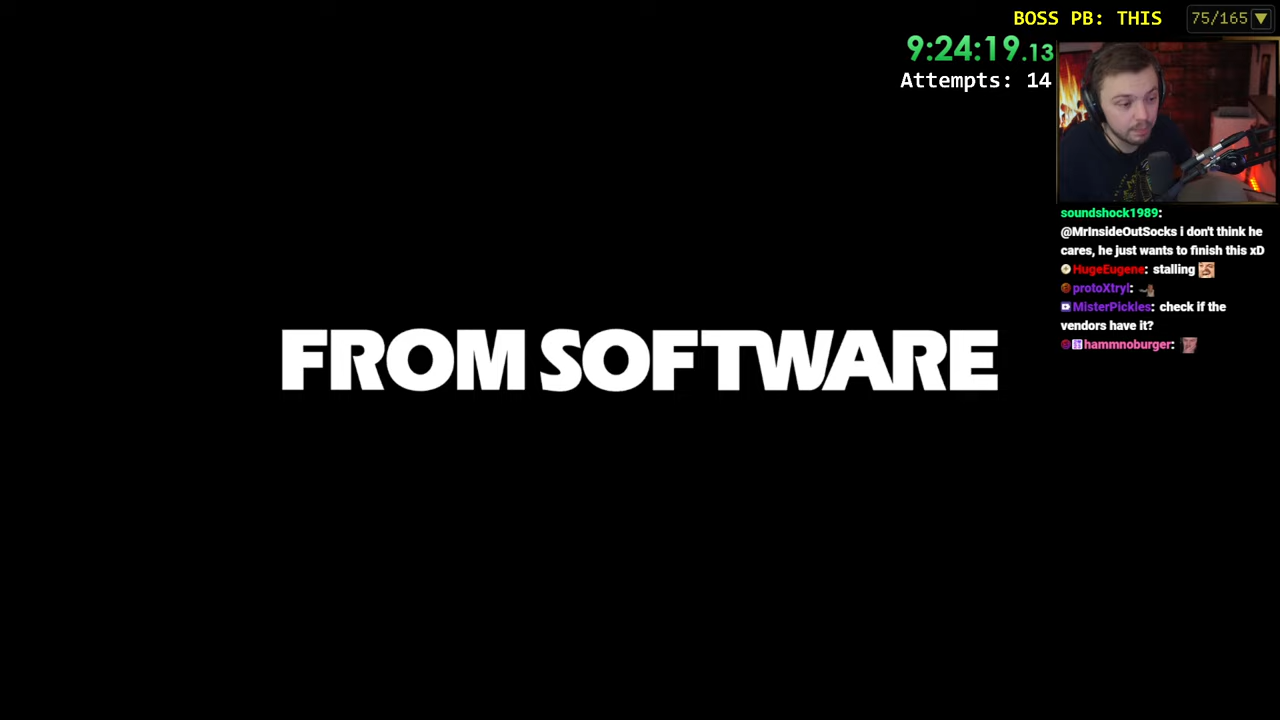 BOSS PB: THIS
75/165
9:24:19.13
Attempts: 14
FROM SOFTWARE
soundshock1989:
@MrInsideOutSocks i don't think he
cares, he just wants to finish this xD
HugeEugene: stalling
protoXtryl:
MisterPickles: check if the
vendors have it?
hammnoburger: